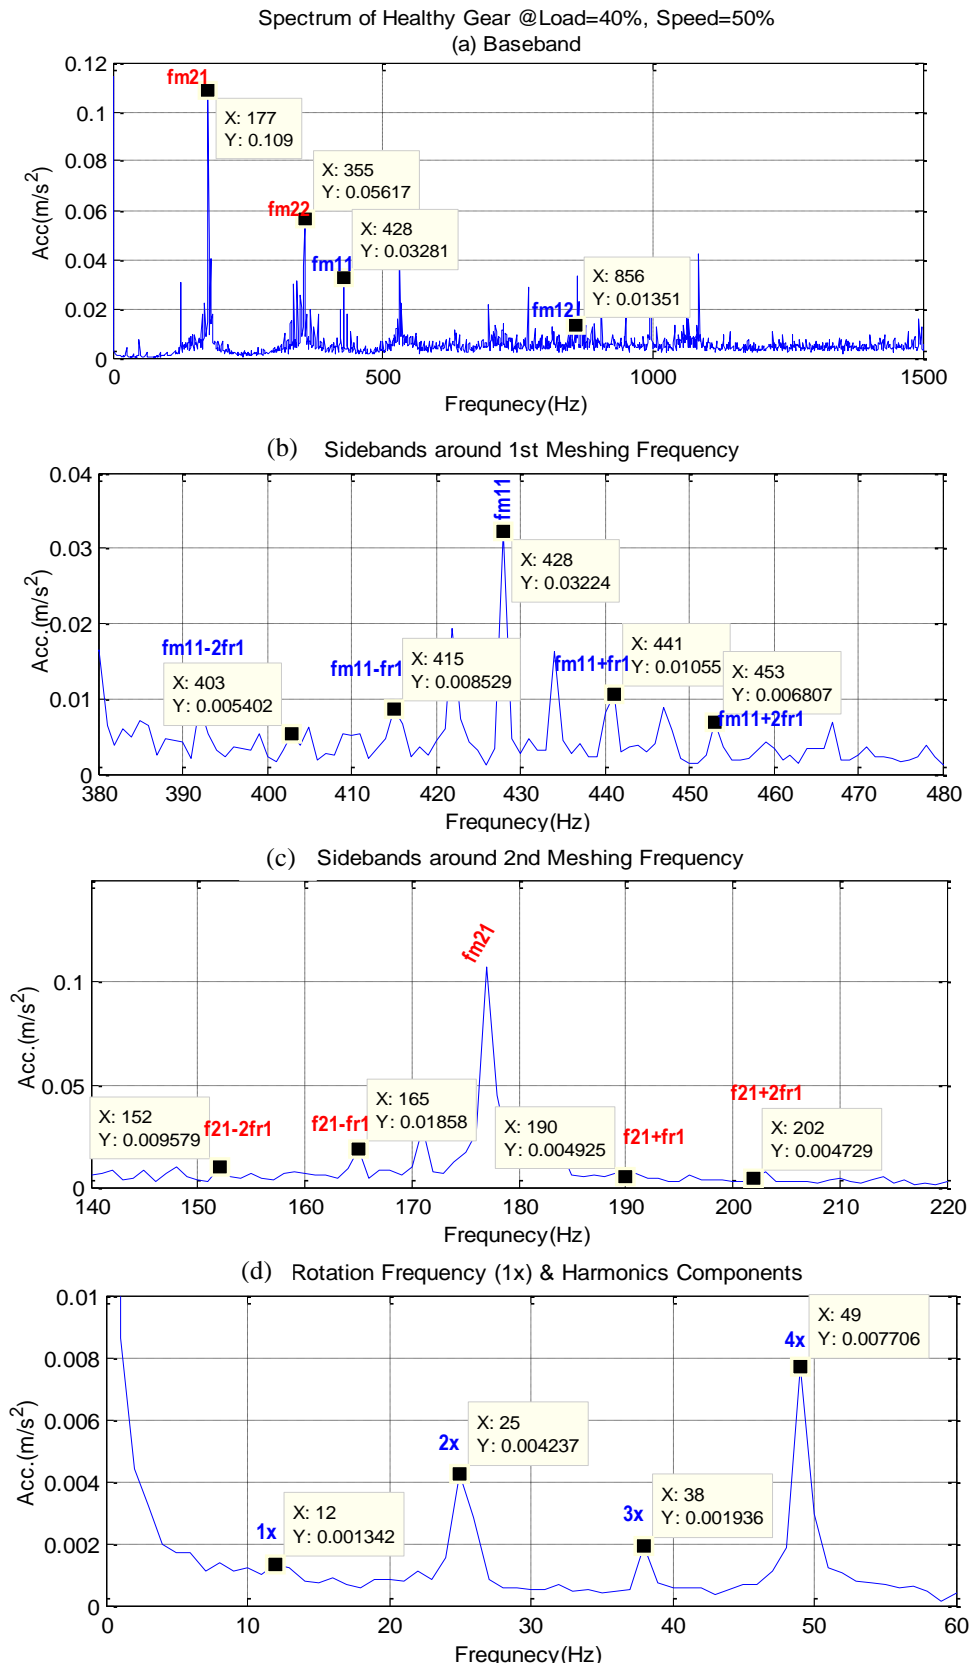 Spectrum of Healthy Gear @Load=40%, Speed=50%
(a) Baseband
0.12
0.1
0.08
0.06
0.04
0.02
0
Acc(m/s²)
fm21
X: 177
Y: 0.109
X: 355
Y: 0.05617
fm22
X: 428
Y: 0.03281
fm11
X: 856
Y: 0.01351
fm12
0 500 1000 1500
Frequnecy(Hz)
(b) Sidebands around 1st Meshing Frequency
0.04
0.03
0.02
0.01
0
Acc.(m/s²)
fm11
X: 428
Y: 0.03224
fm11-2fr1
X: 403
Y: 0.005402
fm11-fr1
X: 415
Y: 0.008529
fm11+fr1
X: 441
Y: 0.01055
X: 453
Y: 0.006807
fm11+2fr1
380 390 400 410 420 430 440 450 460 470 480
Frequnecy(Hz)
(c) Sidebands around 2nd Meshing Frequency
0.1
0.05
0
Acc.(m/s²)
fm21
X: 152
Y: 0.009579
f21-2fr1
f21-fr1
X: 165
Y: 0.01858
X: 190
Y: 0.004925
f21+fr1
f21+2fr1
X: 202
Y: 0.004729
140 150 160 170 180 190 200 210 220
Frequnecy(Hz)
(d) Rotation Frequency (1x) & Harmonics Components
0.01
0.008
0.006
0.004
0.002
0
Acc.(m/s²)
1x
X: 12
Y: 0.001342
2x
X: 25
Y: 0.004237
3x
X: 38
Y: 0.001936
4x
X: 49
Y: 0.007706
0 10 20 30 40 50 60
Frequnecy(Hz)